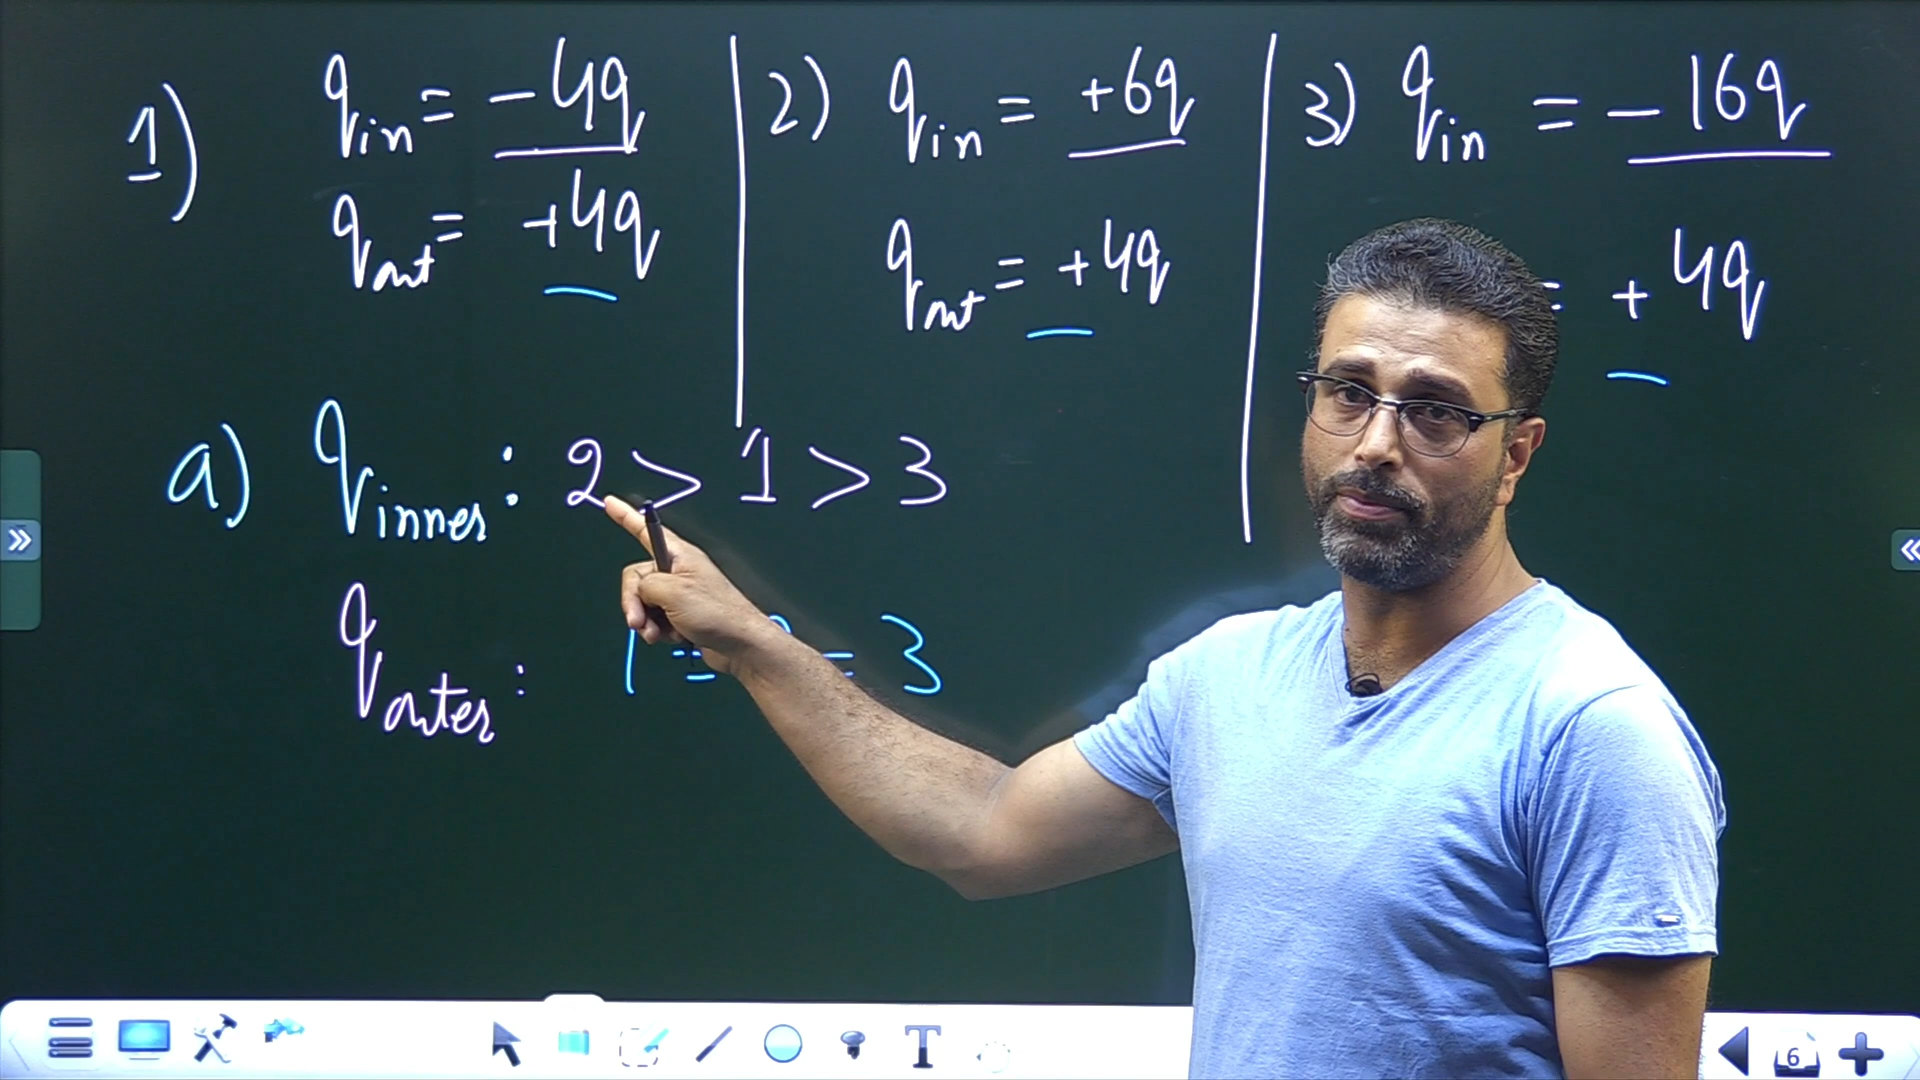 1) q_in = -4q
q_out = +4q
2) q_in = +6q
q_out = +4q
3) q_in = -16q
= +4q
a) q_inner : 2 > 1 > 3
q_outer : 1 = = 3
6
T